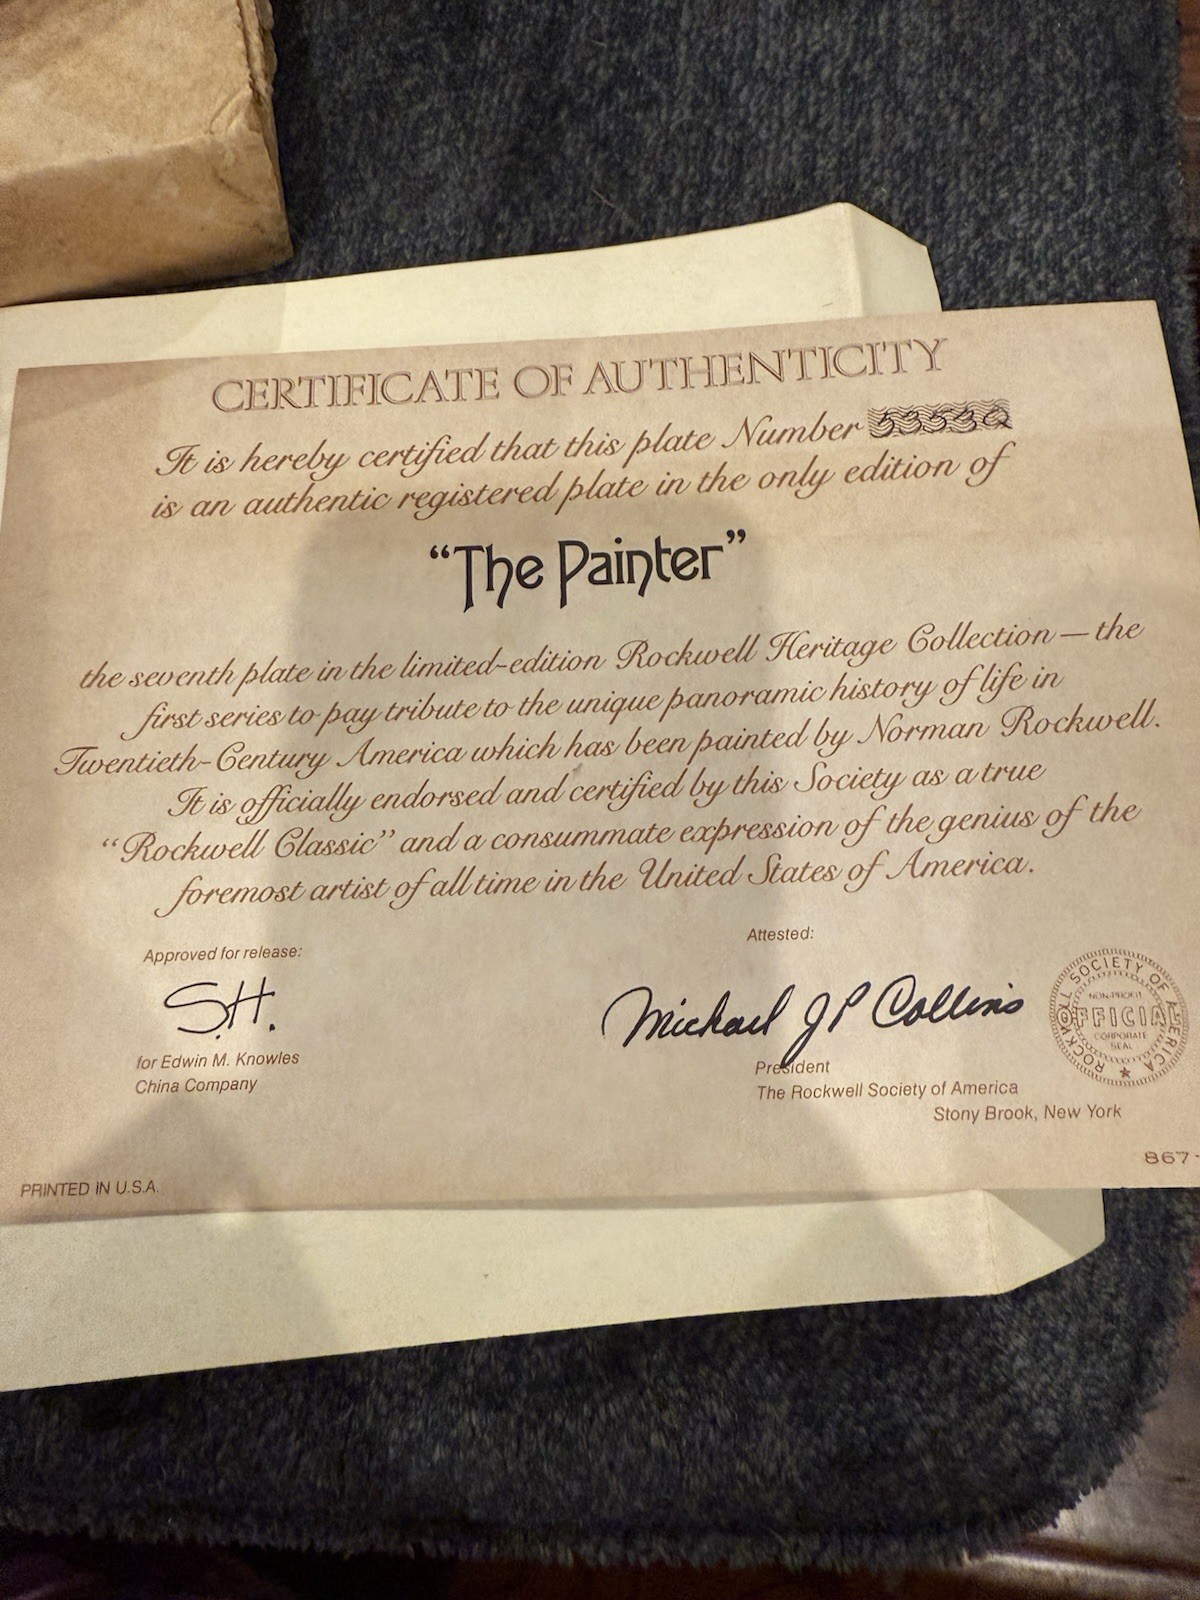 CERTIFICATE OF AUTHENTICITY
It is hereby certified that this plate Number
is an authentic registered plate in the only edition of
“The Painter”
the seventh plate in the limited-edition Rockwell Heritage Collection — the
first series to pay tribute to the unique panoramic history of life in
Twentieth-Century America which has been painted by Norman Rockwell.
It is officially endorsed and certified by this Society as a true
“Rockwell Classic” and a consummate expression of the genius of the
foremost artist of all time in the United States of America.
Approved for release:
S.H.
for Edwin M. Knowles
China Company
Attested:
Michael J P Collins
President
The Rockwell Society of America
Stony Brook, New York
ROCKWELL SOCIETY OF AMERICA
NON-PROFIT
OFFICIAL
CORPORATE
SEAL
867-
PRINTED IN U.S.A.